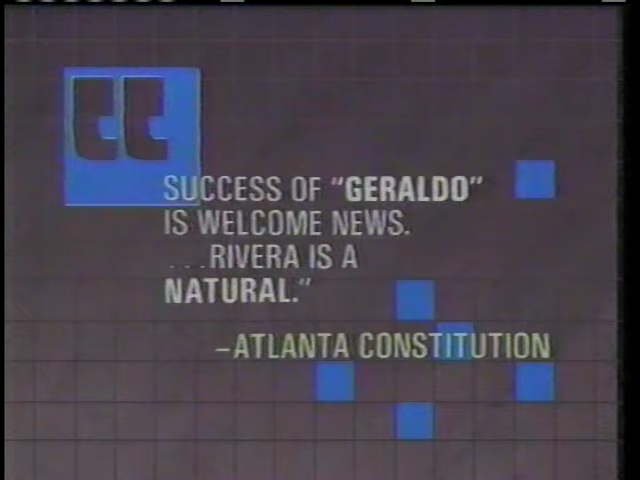 SUCCESS OF "GERALDO"
IS WELCOME NEWS.
...RIVERA IS A
NATURAL."
–ATLANTA CONSTITUTION